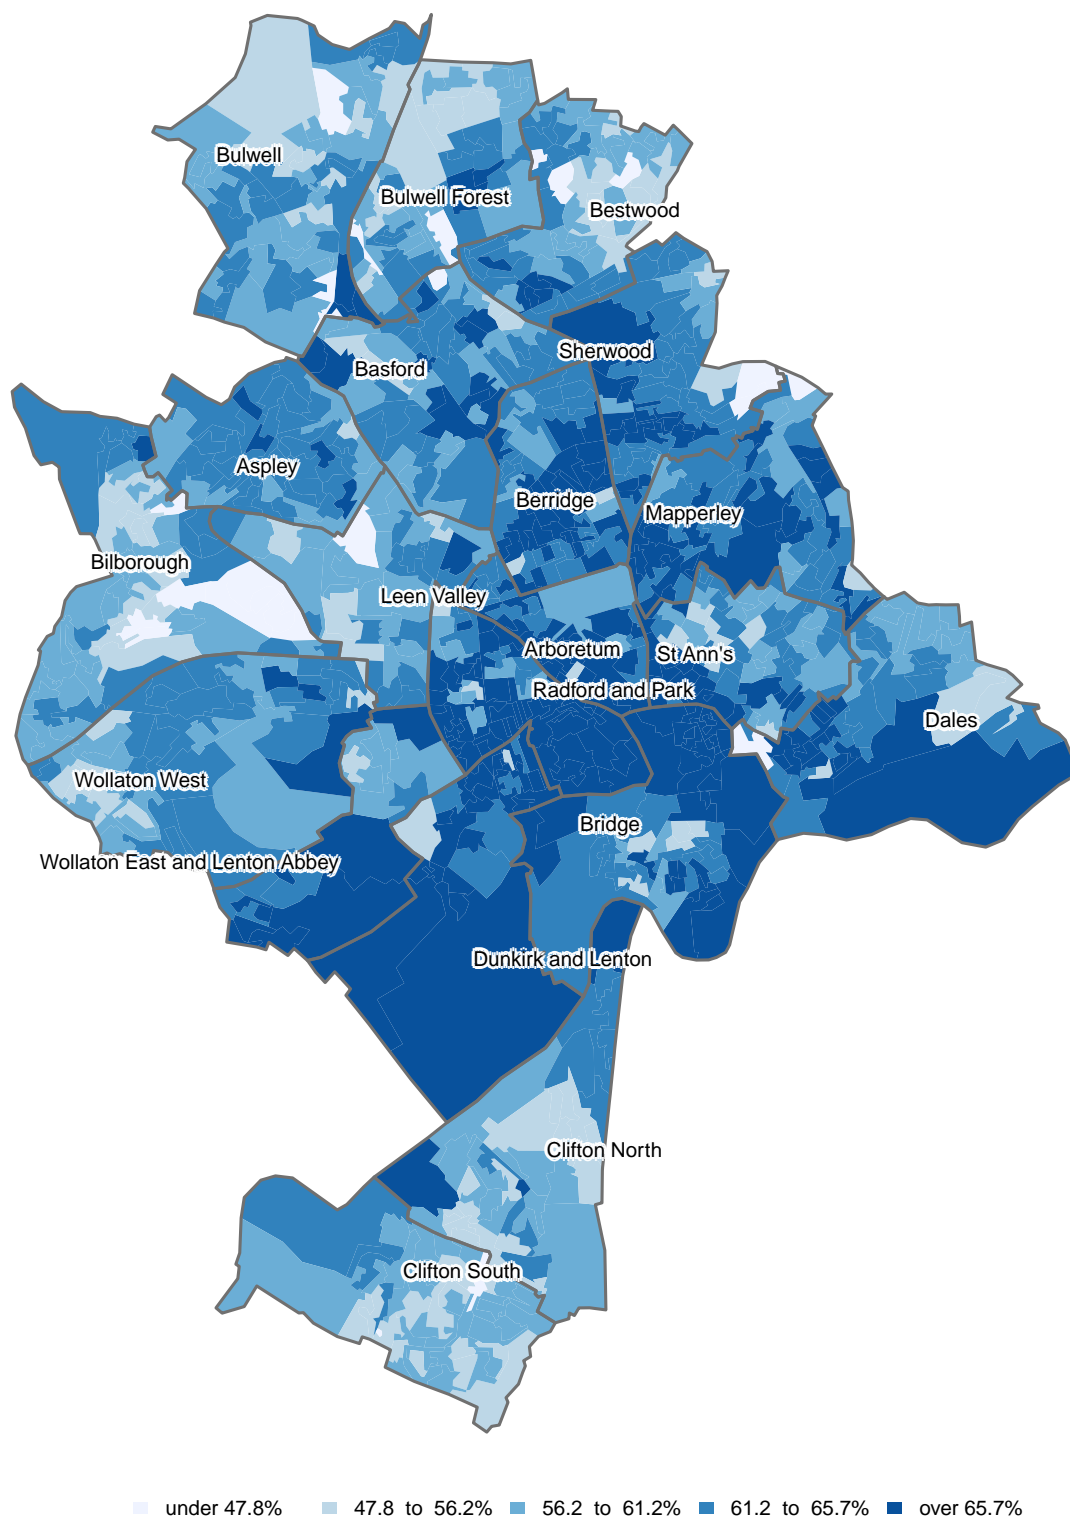 Bulwell
Bulwell Forest
Bestwood
Sherwood
Basford
Aspley
Berridge
Mapperley
Bilborough
Leen Valley
Arboretum
St Ann's
Radford and Park
Dales
Wollaton West
Bridge
Wollaton East and Lenton Abbey
Dunkirk and Lenton
Clifton North
Clifton South
under 47.8% 47.8 to 56.2% 56.2 to 61.2% 61.2 to 65.7% over 65.7%